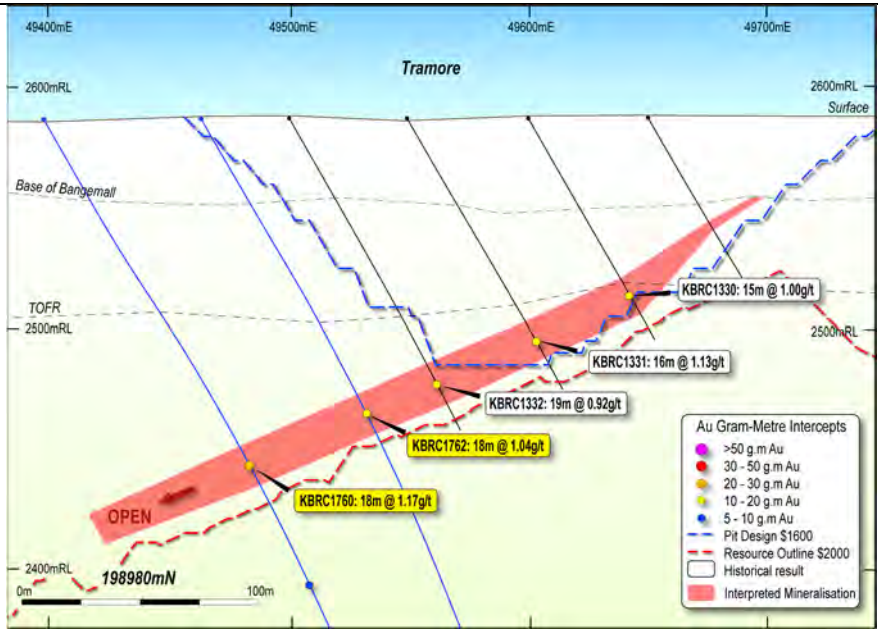 49400mE
49500mE
49600mE
49700mE
Tramore
2600mRL
2600mRL
Surface
Base of Bangemall
KBRC1330: 15m @ 1.00g/t
TOFR
2500mRL
2500mRL
KBRC1331: 16m @ 1.13g/t
KBRC1332: 19m @ 0.92g/t
KBRC1762: 18m @ 1.04g/t
KBRC1760: 18m @ 1.17g/t
OPEN
Au Gram-Metre Intercepts
>50 g.m Au
30 - 50 g.m Au
20 - 30 g.m Au
10 - 20 g.m Au
5 - 10 g.m Au
Pit Design $1600
Resource Outline $2000
Historical result
Interpreted Mineralisation
2400mRL
198980mN
0m
100m